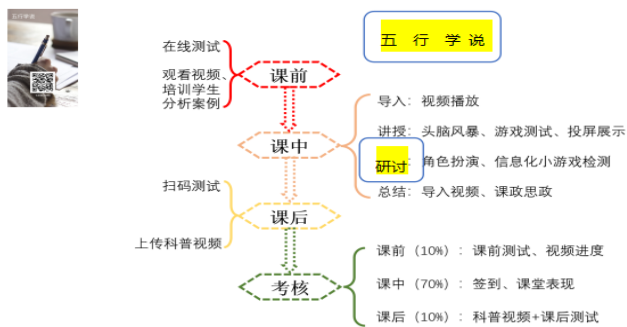 五行学说
五 行 学 说
在线测试
观看视频、
培训学生
分析案例
课前
导入：视频播放
讲授：头脑风暴、游戏测试、投屏展示
课中
研讨：角色扮演、信息化小游戏检测
总结：导入视频、课政思政
扫码测试
课后
上传科普视频
课前（10%）：课前测试、视频进度
考核
课中（70%）：签到、课堂表现
课后（10%）：科普视频+课后测试